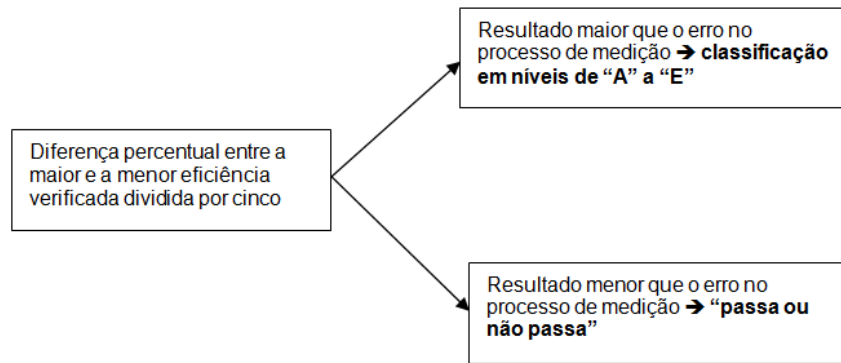 Resultado maior que o erro no
processo de medição ➔ classificação
em níveis de “A” a “E”
Diferença percentual entre a
maior e a menor eficiência
verificada dividida por cinco
Resultado menor que o erro no
processo de medição ➔ “passa ou
não passa”